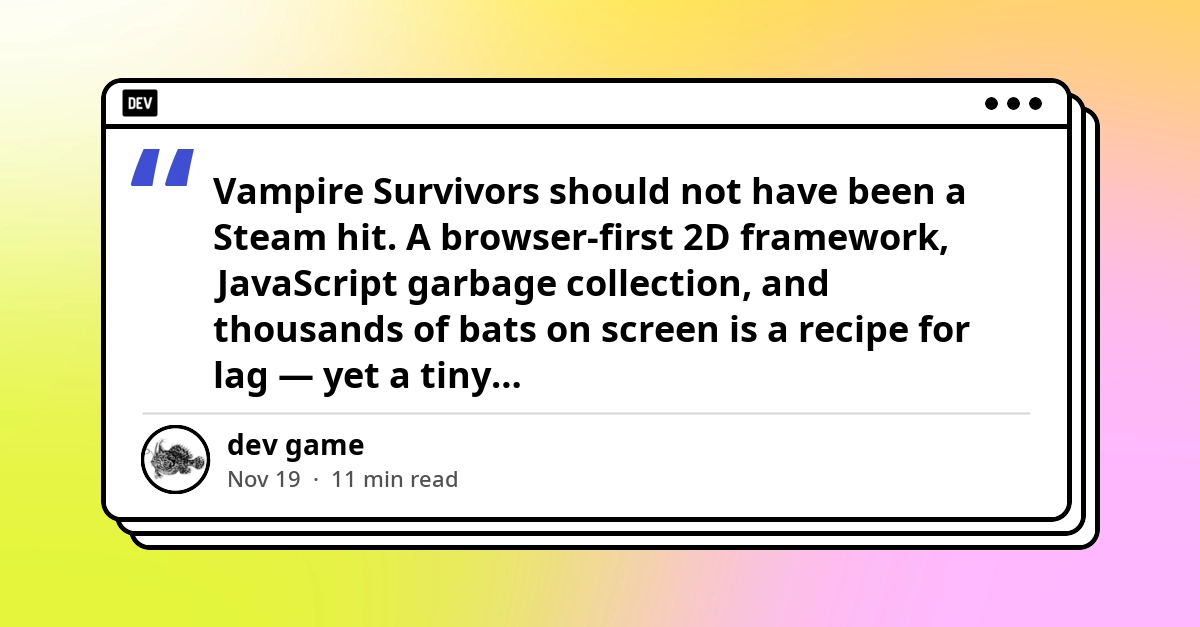 DEV
“
Vampire Survivors should not have been a
Steam hit. A browser-first 2D framework,
JavaScript garbage collection, and
thousands of bats on screen is a recipe for
lag — yet a tiny...
dev game
Nov 19 · 11 min read